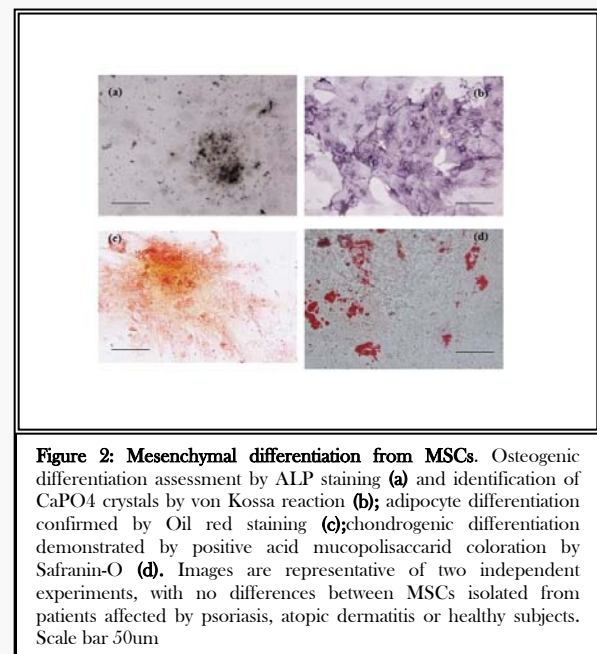 (a)
(b)
(c)
(d)
Figure 2: Mesenchymal differentiation from MSCs. Osteogenic
differentiation assessment by ALP staining (a) and identification of
CaPO4 crystals by von Kossa reaction (b); adipocyte differentiation
confirmed by Oil red staining (c);chondrogenic differentiation
demonstrated by positive acid mucopolisaccarid coloration by
Safranin-O (d). Images are representative of two independent
experiments, with no differences between MSCs isolated from
patients affected by psoriasis, atopic dermatitis or healthy subjects.
Scale bar 50um